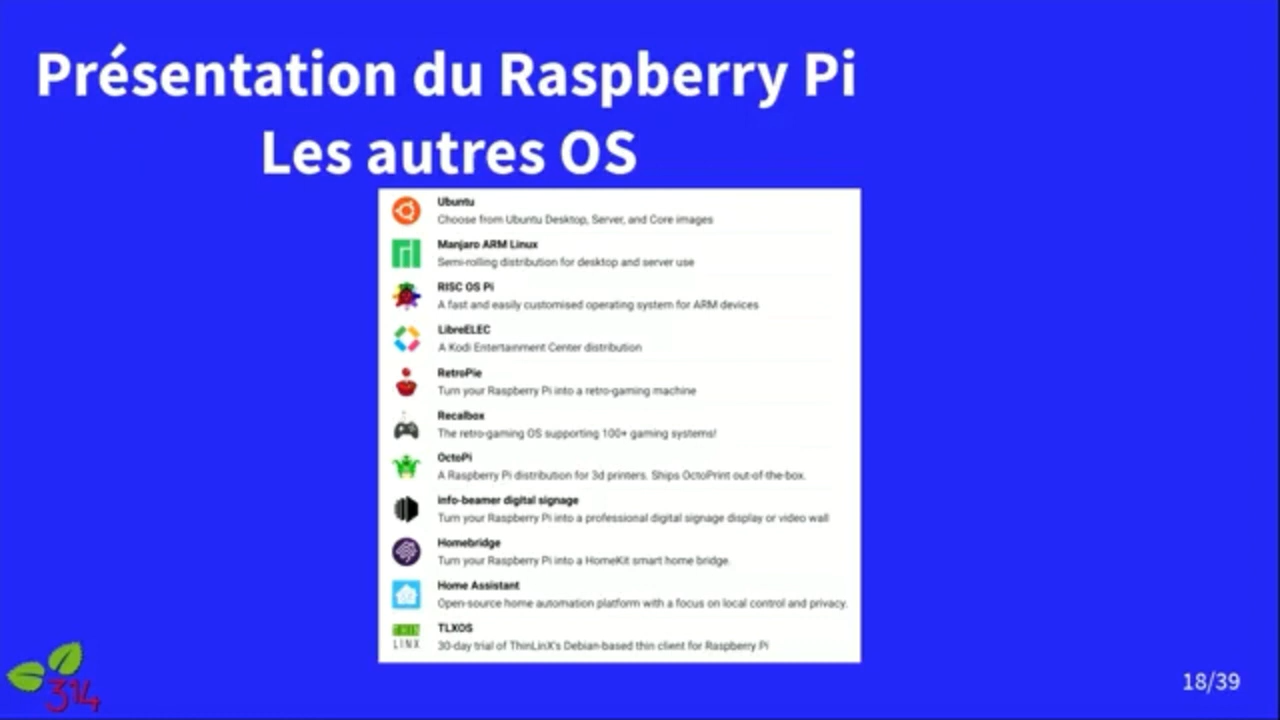 Présentation du Raspberry Pi
Les autres OS
Ubuntu
Choose from Ubuntu Desktop, Server, and Core images
Manjaro ARM Linux
Semi-rolling distribution for desktop and server use
RISC OS Pi
A fast and easily customised operating system for ARM devices
LibreELEC
A Kodi Entertainment Center distribution
RetroPie
Turn your Raspberry Pi into a retro-gaming machine
Recalbox
The retro-gaming OS supporting 100+ gaming systems!
OctoPi
A Raspberry Pi distribution for 3d printers. Ships OctoPrint out-of-the-box.
info-beamer digital signage
Turn your Raspberry Pi into a professional digital signage display or video wall
Homebridge
Turn your Raspberry Pi into a HomeKit smart home bridge.
Home Assistant
Open-source home automation platform with a focus on local control and privacy.
THIN
LINX
TLXOS
30-day trial of ThinLinX's Debian-based thin client for Raspberry Pi
314
18/39